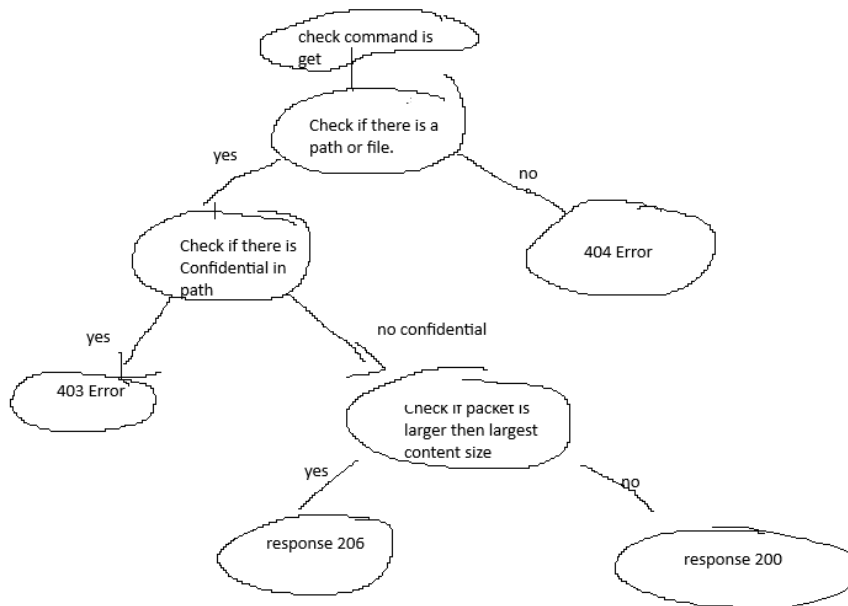 check command is
get
Check if there is a
path or file.
yes
no
Check if there is
Confidential in
path
404 Error
yes
no confidential
403 Error
Check if packet is
larger then largest
content size
yes
no
response 206
response 200